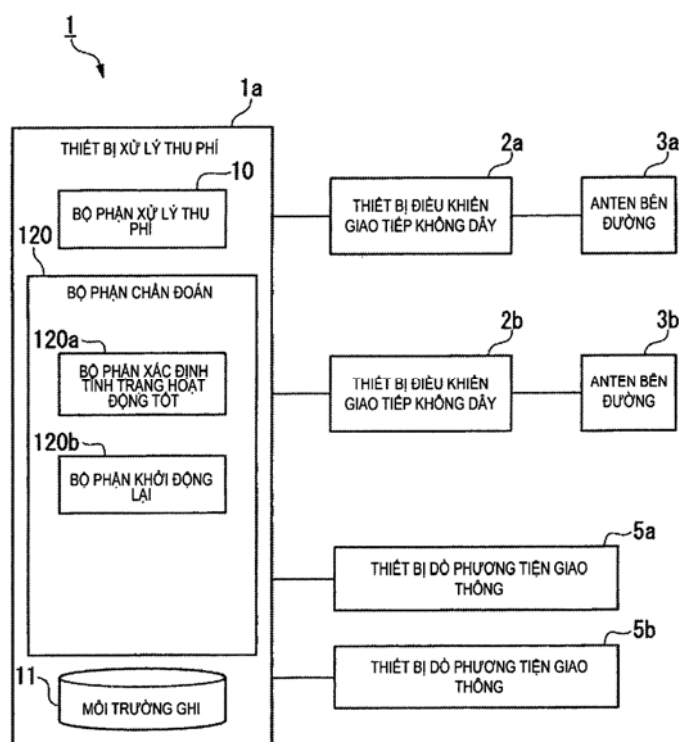 1
1a
THIẾT BỊ XỬ LÝ THU PHÍ
10
BỘ PHẬN XỬ LÝ THU
PHÍ
120
BỘ PHẬN CHẨN ĐOÁN
120a
BỘ PHẬN XÁC ĐỊNH
TÌNH TRẠNG HOẠT
ĐỘNG TỐT
120b
BỘ PHẬN KHỞI ĐỘNG
LẠI
11
MÔI TRƯỜNG GHI
2a
THIẾT BỊ ĐIỀU KHIỂN
GIAO TIẾP KHÔNG DÂY
3a
ANTEN BÊN
ĐƯỜNG
2b
THIẾT BỊ ĐIỀU KHIỂN
GIAO TIẾP KHÔNG DÂY
3b
ANTEN BÊN
ĐƯỜNG
5a
THIẾT BỊ DÒ PHƯƠNG TIỆN GIAO
THÔNG
5b
THIẾT BỊ DÒ PHƯƠNG TIỆN GIAO
THÔNG